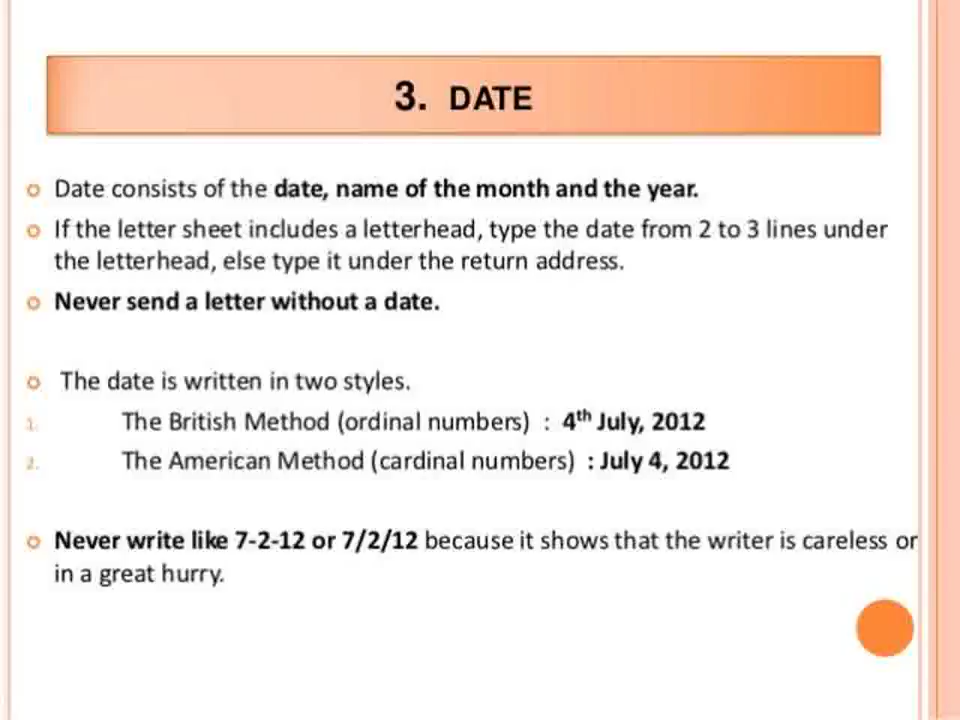 3. DATE
Date consists of the date, name of the month and the year.
If the letter sheet includes a letterhead, type the date from 2 to 3 lines under
the letterhead, else type it under the return address.
Never send a letter without a date.
The date is written in two styles.
1. The British Method (ordinal numbers) : 4th July, 2012
2. The American Method (cardinal numbers) : July 4, 2012
Never write like 7-2-12 or 7/2/12 because it shows that the writer is careless or
in a great hurry.